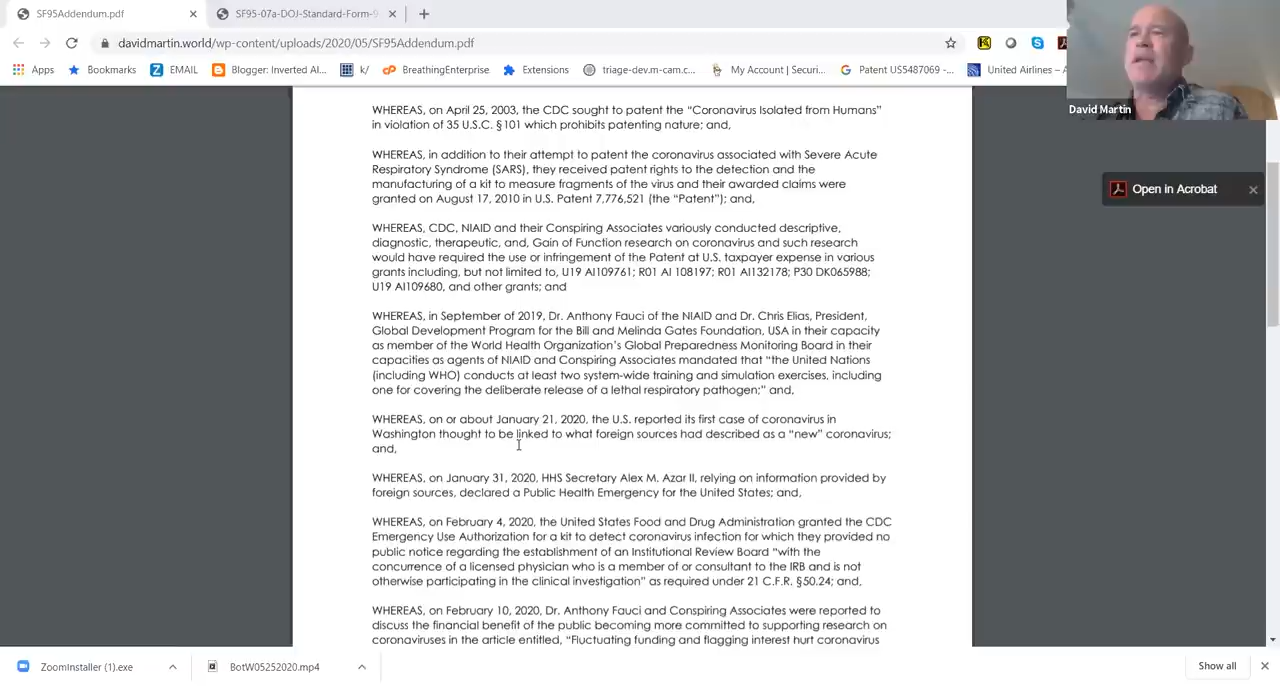 SF95Addendum.pdf
SF95-07a-DOJ-Standard-Form-9
davidmartin.world/wp-content/uploads/2020/05/SF95Addendum.pdf
Apps Bookmarks EMAIL Blogger: Inverted AI... k/ BreathingEnterprise Extensions triage-dev.m-cam.c... My Account | Securi... Patent US5487069 -... United Airlines –
David Martin
Open in Acrobat
WHEREAS, on April 25, 2003, the CDC sought to patent the “Coronavirus Isolated from Humans”
in violation of 35 U.S.C. §101 which prohibits patenting nature; and,
WHEREAS, in addition to their attempt to patent the coronavirus associated with Severe Acute
Respiratory Syndrome (SARS), they received patent rights to the detection and the
manufacturing of a kit to measure fragments of the virus and their awarded claims were
granted on August 17, 2010 in U.S. Patent 7,776,521 (the “Patent”); and,
WHEREAS, CDC, NIAID and their Conspiring Associates variously conducted descriptive,
diagnostic, therapeutic, and, Gain of Function research on coronavirus and such research
would have required the use or infringement of the Patent at U.S. taxpayer expense in various
grants including, but not limited to, U19 AI109761; R01 AI 108197; R01 AI132178; P30 DK065988;
U19 AI109680, and other grants; and
WHEREAS, in September of 2019, Dr. Anthony Fauci of the NIAID and Dr. Chris Elias, President,
Global Development Program for the Bill and Melinda Gates Foundation, USA in their capacity
as member of the World Health Organization’s Global Preparedness Monitoring Board in their
capacities as agents of NIAID and Conspiring Associates mandated that “the United Nations
(including WHO) conducts at least two system-wide training and simulation exercises, including
one for covering the deliberate release of a lethal respiratory pathogen;” and,
WHEREAS, on or about January 21, 2020, the U.S. reported its first case of coronavirus in
Washington thought to be linked to what foreign sources had described as a “new” coronavirus;
and,
WHEREAS, on January 31, 2020, HHS Secretary Alex M. Azar II, relying on information provided by
foreign sources, declared a Public Health Emergency for the United States; and,
WHEREAS, on February 4, 2020, the United States Food and Drug Administration granted the CDC
Emergency Use Authorization for a kit to detect coronavirus infection for which they provided no
public notice regarding the establishment of an Institutional Review Board “with the
concurrence of a licensed physician who is a member of or consultant to the IRB and is not
otherwise participating in the clinical investigation” as required under 21 C.F.R. §50.24; and,
WHEREAS, on February 10, 2020, Dr. Anthony Fauci and Conspiring Associates were reported to
discuss the financial benefit of the public becoming more committed to supporting research on
coronaviruses in the article entitled, “Fluctuating funding and flagging interest hurt coronavirus
ZoomInstaller (1).exe
BotW05252020.mp4
Show all